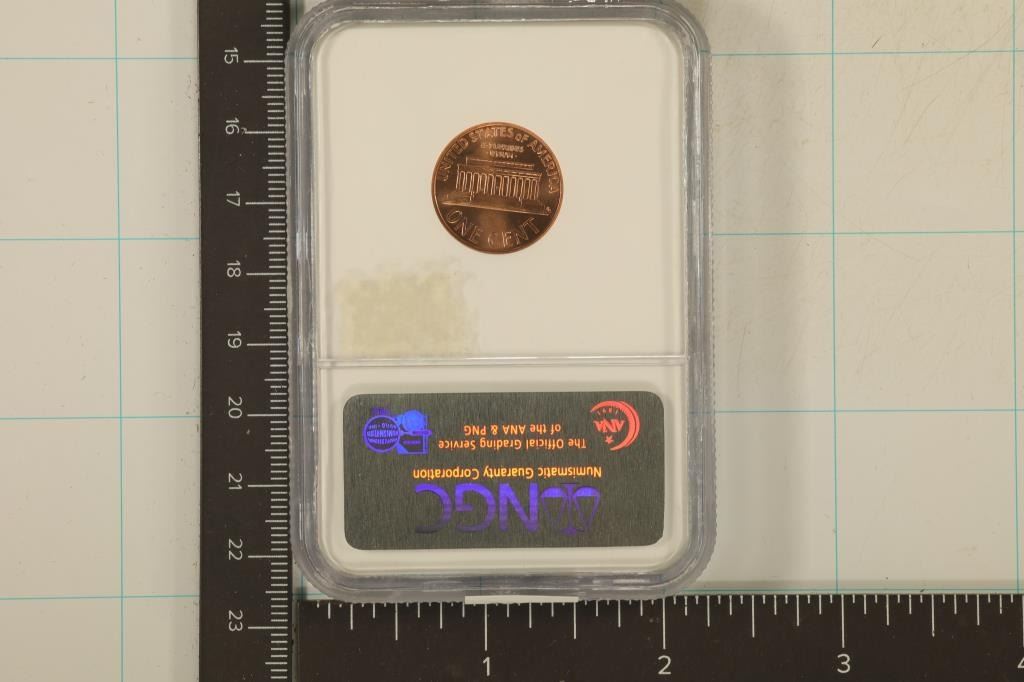 UNITED STATES of AMERICA
E·PLURIBUS
·UNUM·
ONE CENT
NGC
Numismatic Guaranty Corporation
The Official Grading Service
of the ANA & PNG
ANA
15
16
17
18
19
20
21
22
23
1
2
3
4